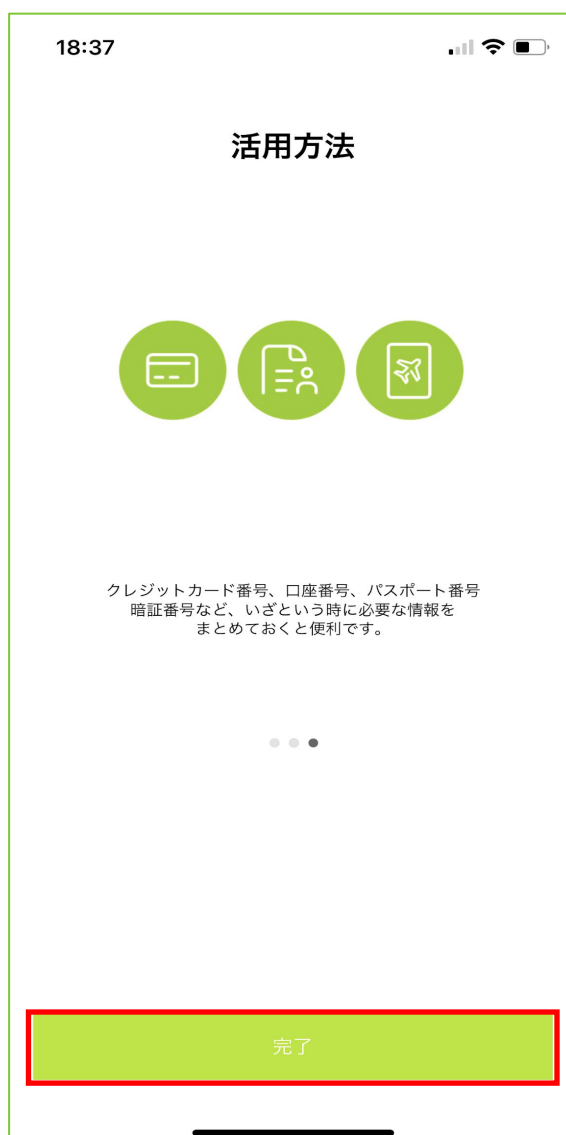 18:37
活用方法
クレジットカード番号、口座番号、パスポート番号
暗証番号など、いざという時に必要な情報を
まとめておくと便利です。
完了